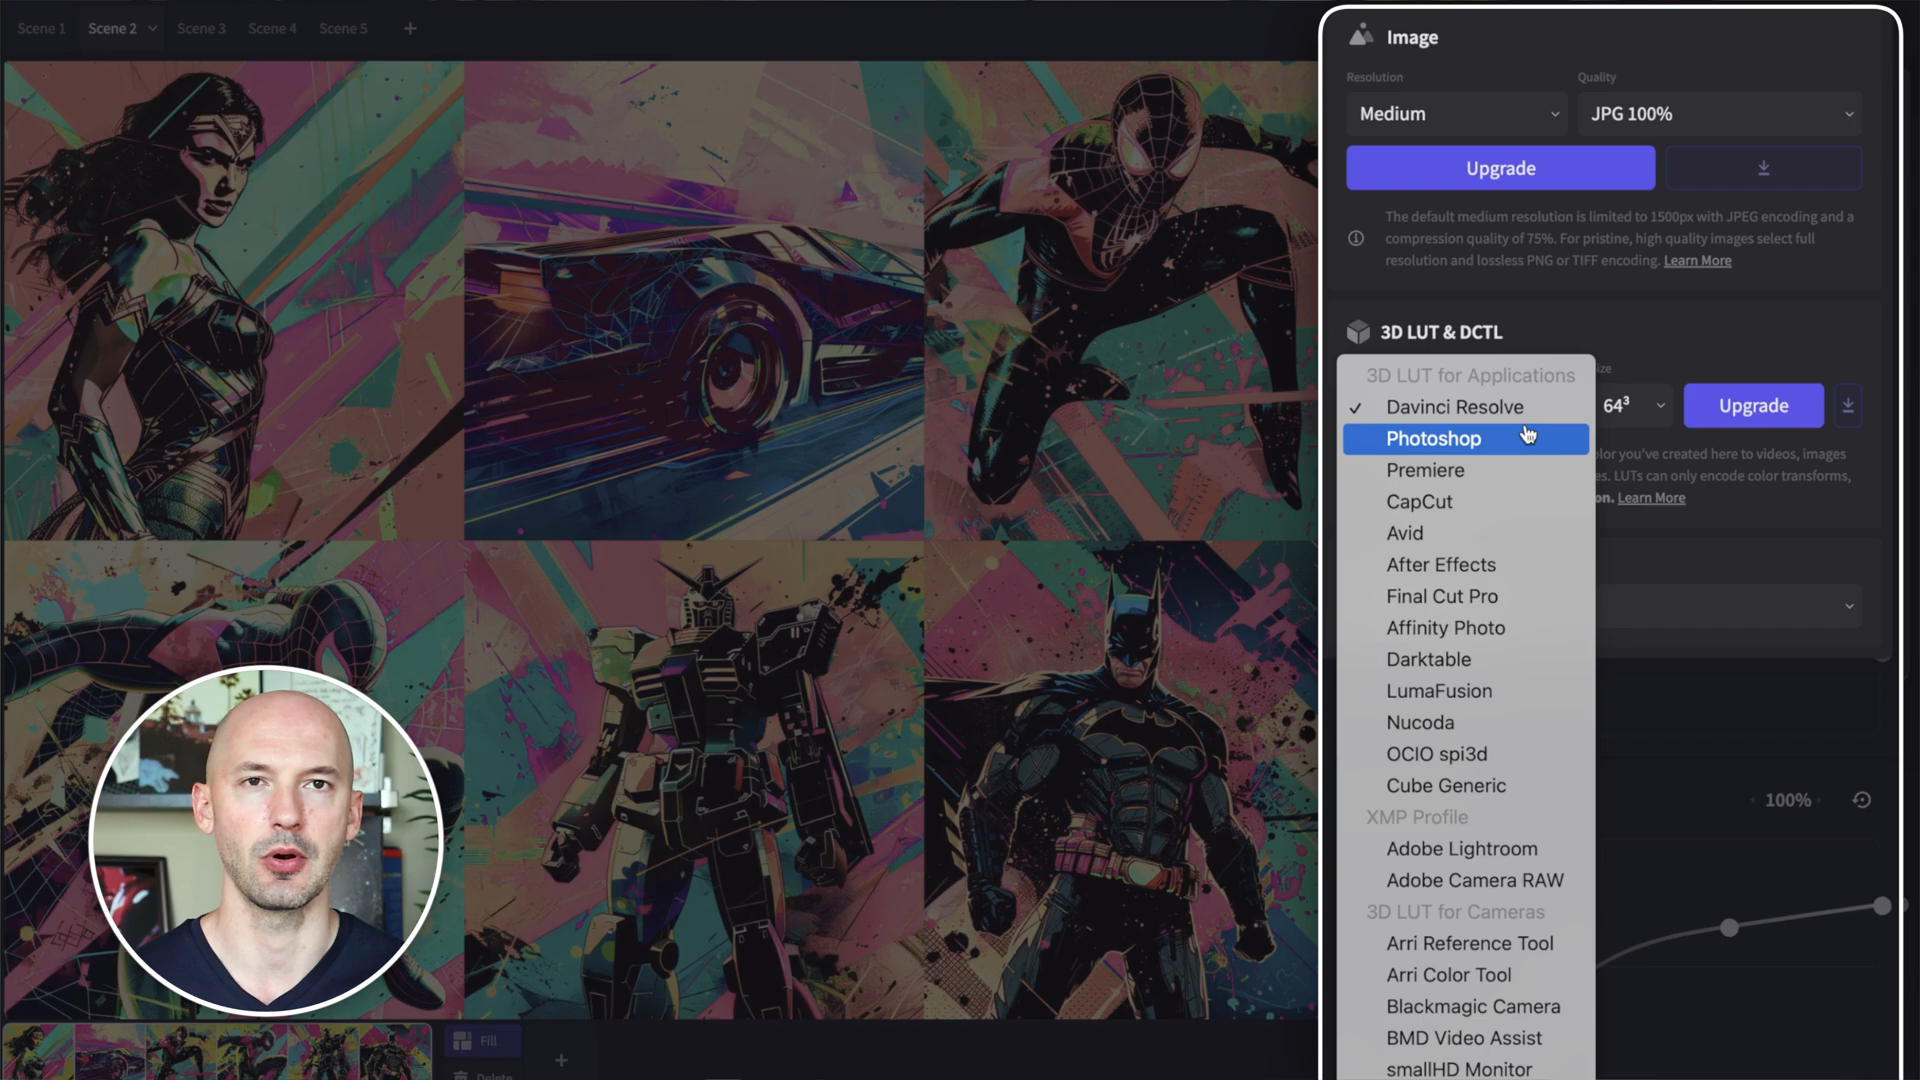 Scene 1
Scene 2
Scene 3
Scene 4
Scene 5
+
Image
Resolution
Quality
Medium
JPG 100%
Upgrade
The default medium resolution is limited to 1500px with JPEG encoding and a
compression quality of 75%. For pristine, high quality images select full
resolution and lossless PNG or TIFF encoding. Learn More
3D LUT & DCTL
3D LUT for Applications
ize
✓ Davinci Resolve
64³
Upgrade
Photoshop
olor you've created here to videos, images
Premiere
es. LUTs can only encode color transforms,
CapCut
on. Learn More
Avid
After Effects
Final Cut Pro
Affinity Photo
Darktable
LumaFusion
Nucoda
OCIO spi3d
Cube Generic
100%
XMP Profile
Adobe Lightroom
Adobe Camera RAW
3D LUT for Cameras
Arri Reference Tool
Arri Color Tool
Blackmagic Camera
BMD Video Assist
smallHD Monitor
Fill
+
Delete